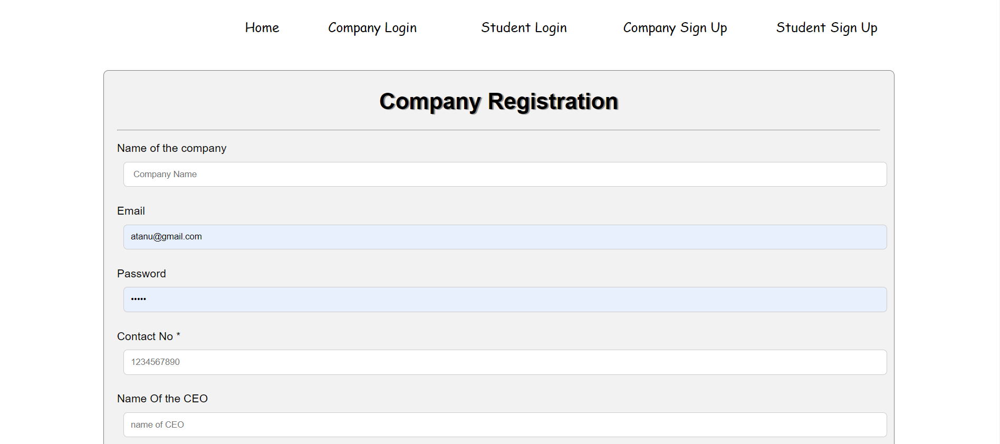 Home Company Login Student Login Company Sign Up Student Sign Up
Company Registration
Name of the company
Company Name
Email
atanu@gmail.com
Password
•••••
Contact No *
1234567890
Name Of the CEO
name of CEO